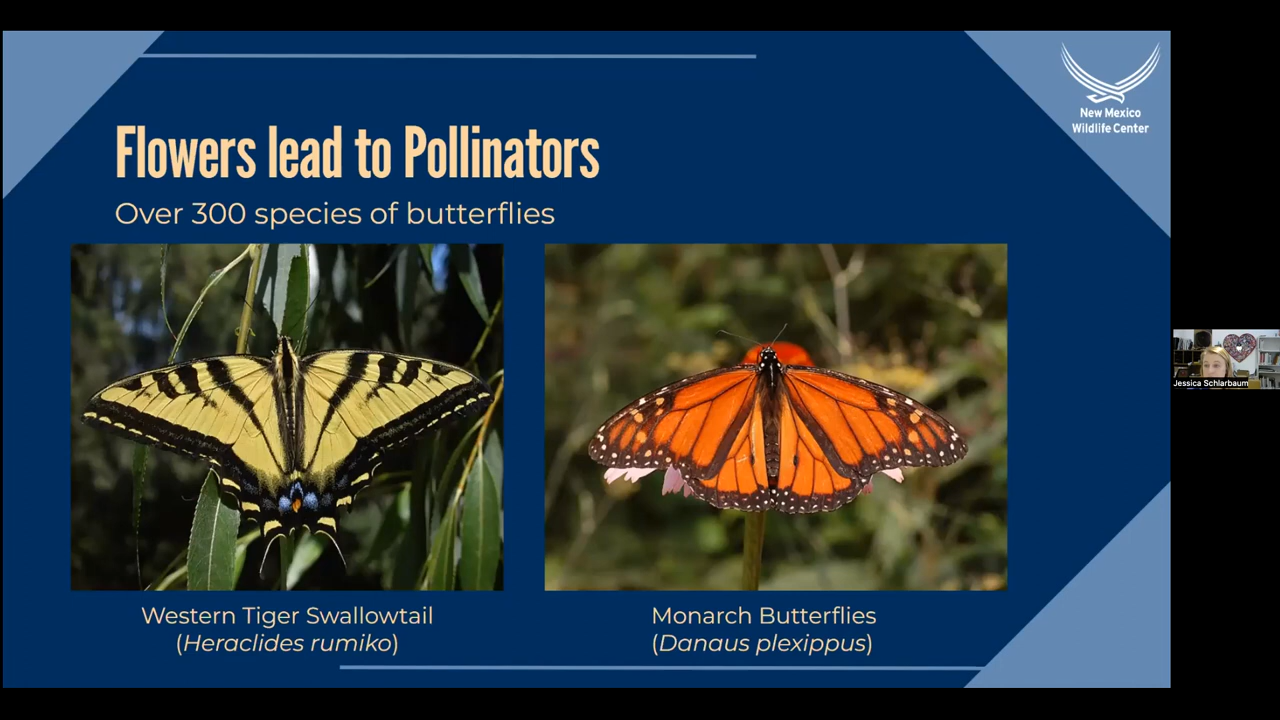 New Mexico
Wildlife Center
Flowers lead to Pollinators
Over 300 species of butterflies
Western Tiger Swallowtail
(Heraclides rumiko)
Monarch Butterflies
(Danaus plexippus)
Jessica Schlarbaum